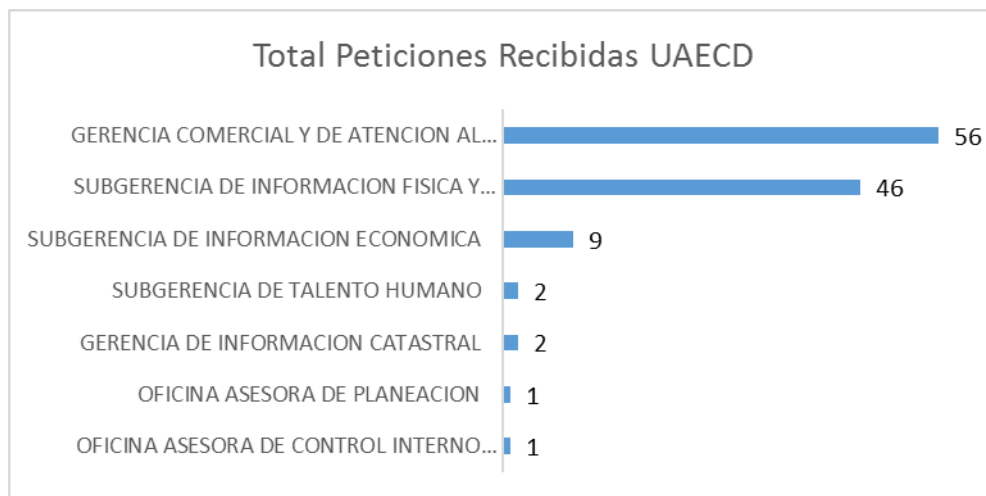 Total Peticiones Recibidas UAECD
GERENCIA COMERCIAL Y DE ATENCION AL... 56
SUBGERENCIA DE INFORMACION FISICA Y... 46
SUBGERENCIA DE INFORMACION ECONOMICA 9
SUBGERENCIA DE TALENTO HUMANO 2
GERENCIA DE INFORMACION CATASTRAL 2
OFICINA ASESORA DE PLANEACION 1
OFICINA ASESORA DE CONTROL INTERNO... 1